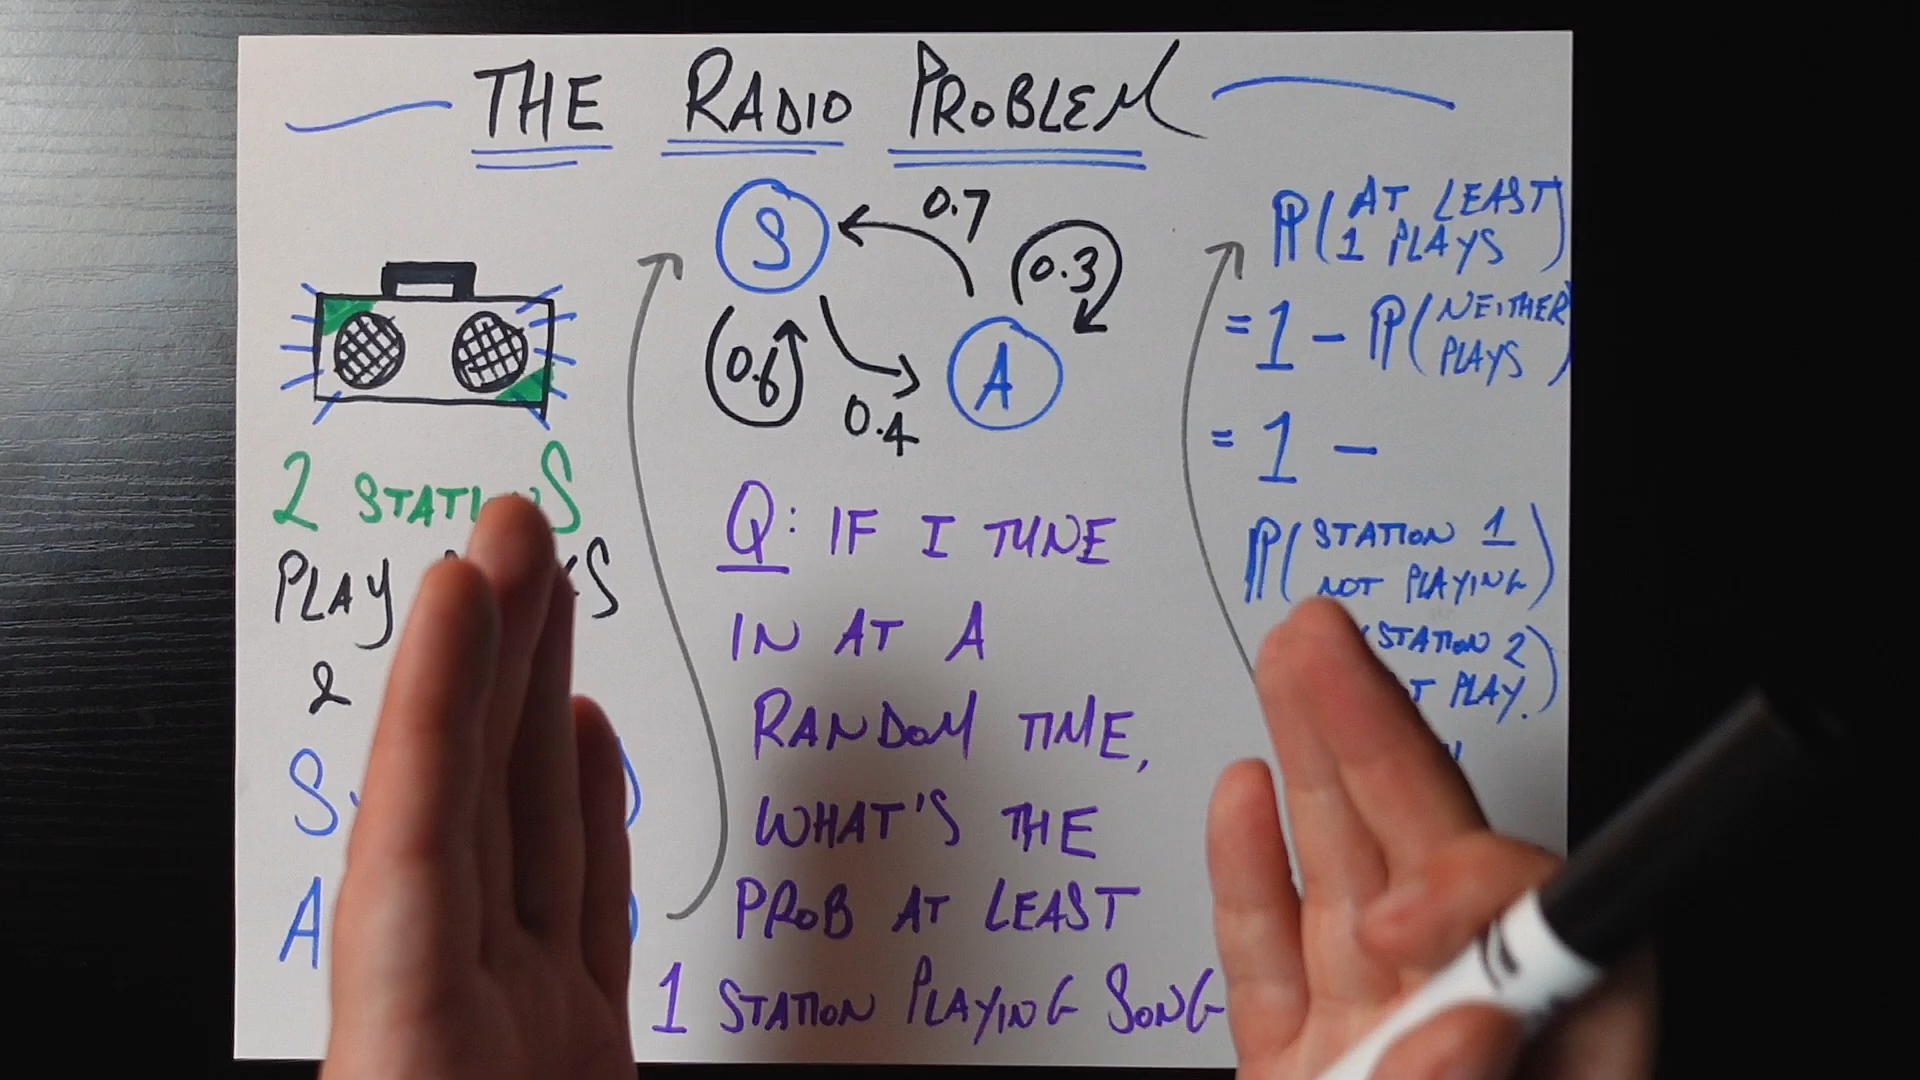 THE RADIO PROBLEM
2 STATIONS
PLAY
&
A
S
0.7
0.3
0.6
0.4
A
Q: IF I TUNE
IN AT A
RANDOM TIME,
WHAT'S THE
PROB AT LEAST
1 STATION PLAYING SONG
P(AT LEAST
1 PLAYS)
= 1 - P(NEITHER
PLAYS)
= 1 -
P(STATION 1
NOT PLAYING)
(STATION 2
PLAY.)